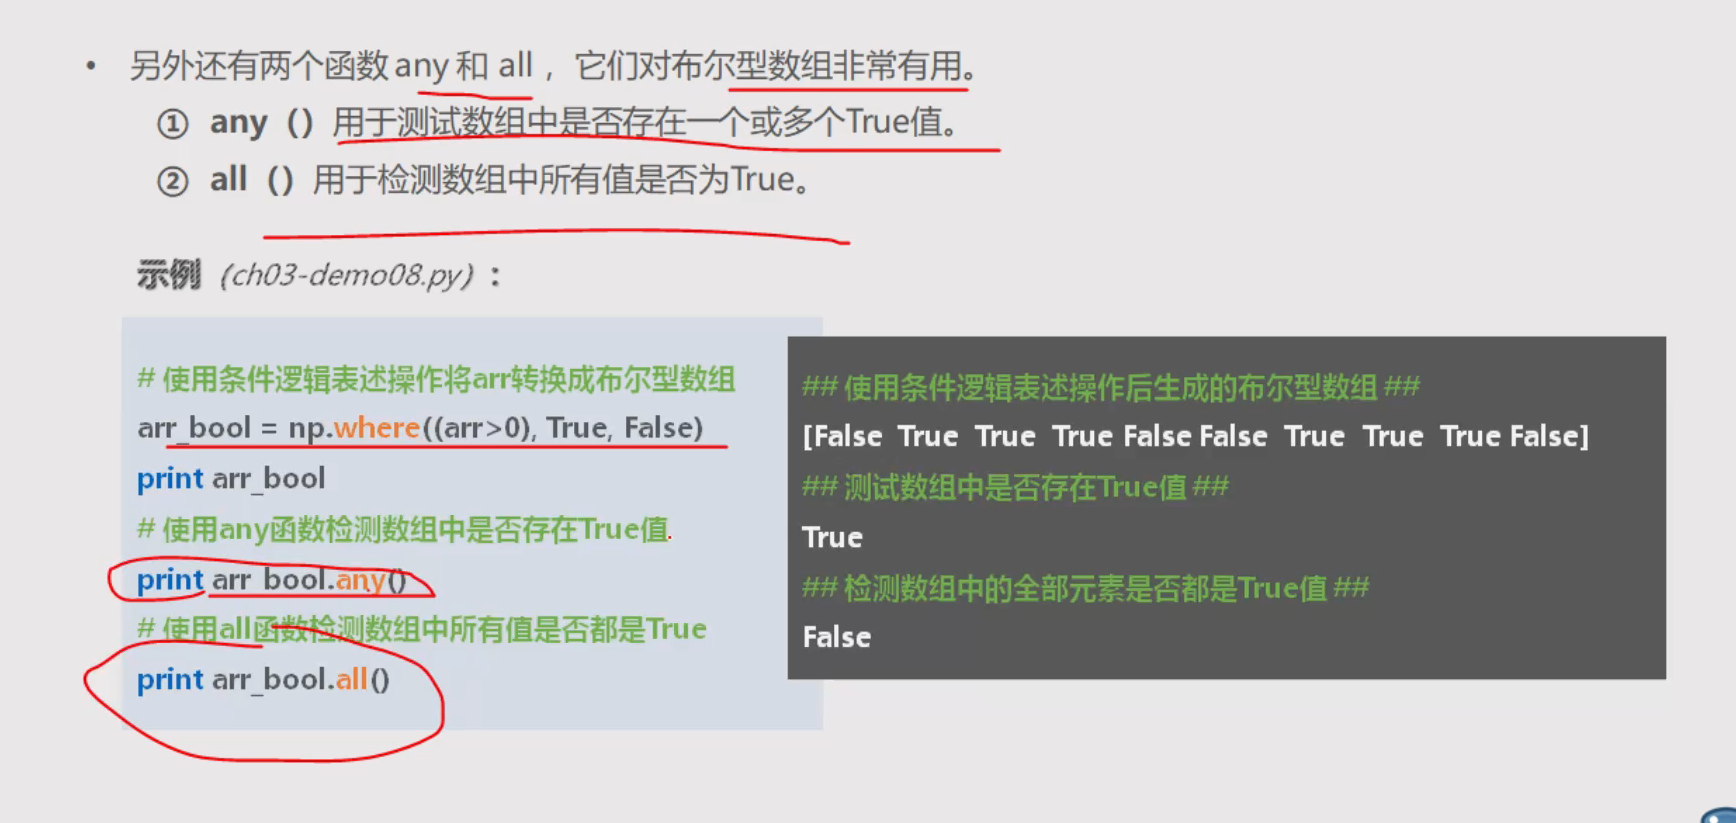 • 另外还有两个函数any 和 all ，它们对布尔型数组非常有用。
① any（）用于测试数组中是否存在一个或多个True值。
② all（）用于检测数组中所有值是否为True。
示例（ch03-demo08.py）：
# 使用条件逻辑表述操作将arr转换成布尔型数组
arr_bool = np.where((arr>0), True, False)
print arr_bool
# 使用any函数检测数组中是否存在True值
print arr_bool.any()
# 使用all函数检测数组中所有值是否都是True
print arr_bool.all()
## 使用条件逻辑表述操作后生成的布尔型数组 ##
[False True True True False False True True True False]
## 测试数组中是否存在True值 ##
True
## 检测数组中的全部元素是否都是True值 ##
False